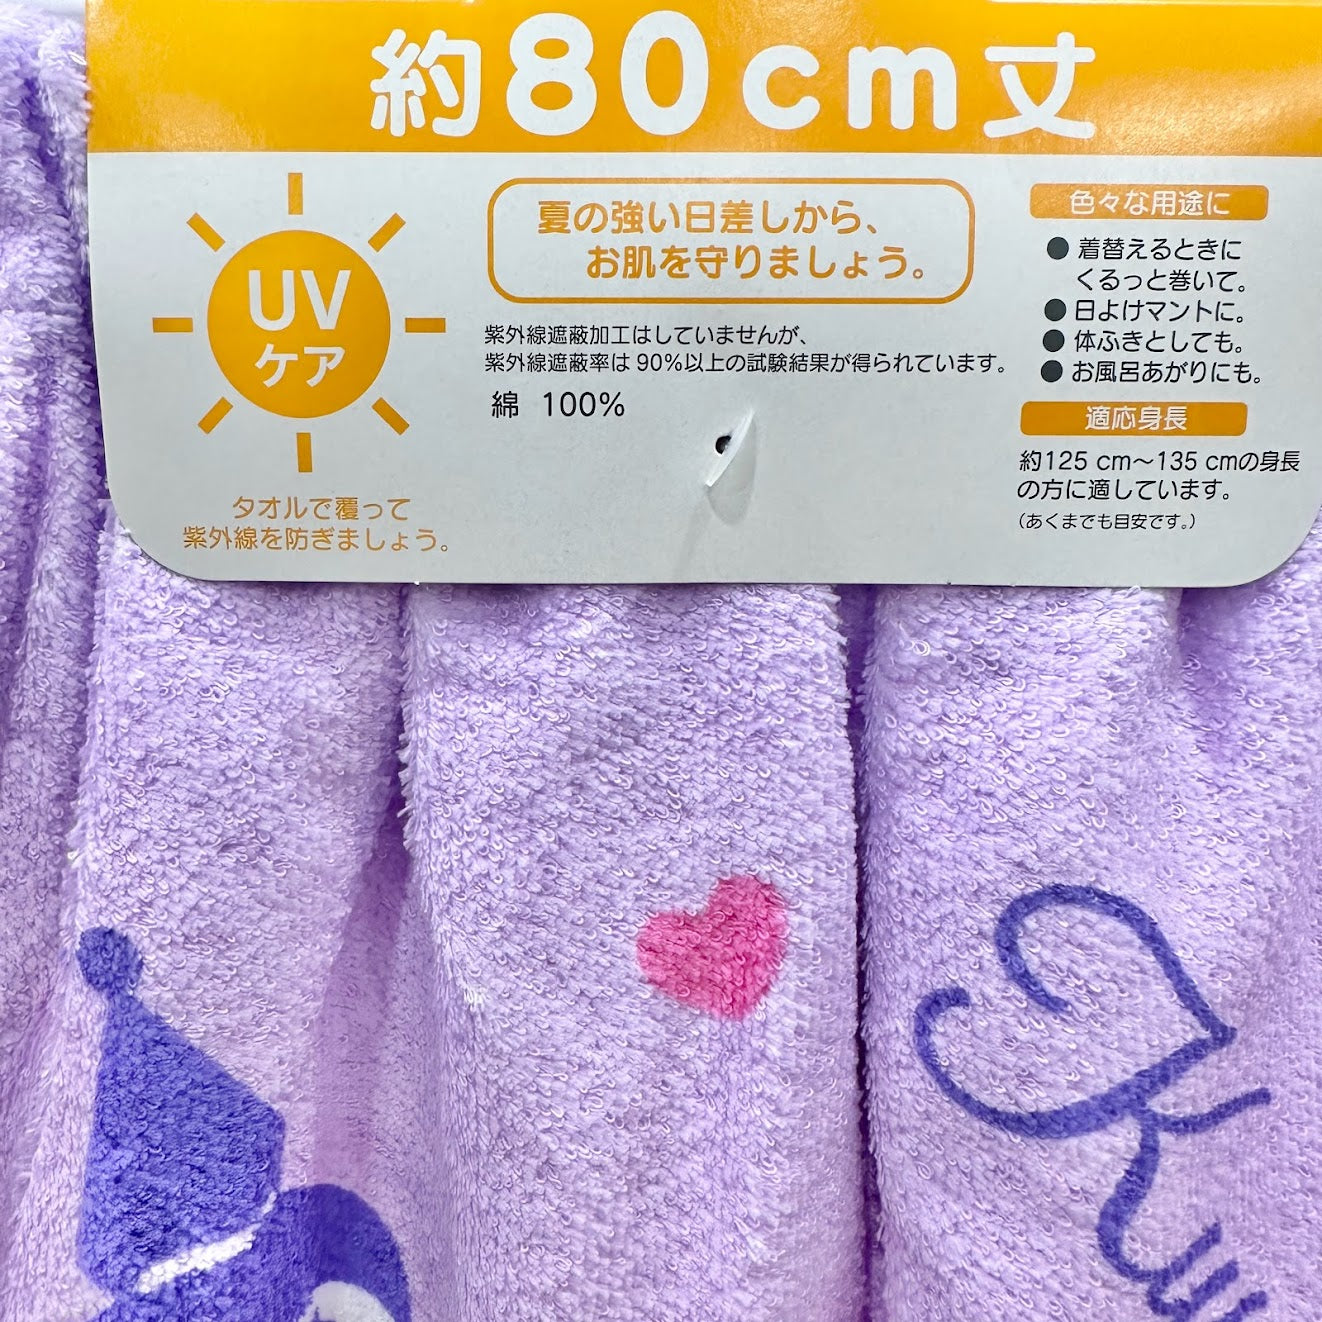 約80cm丈
UV
ケア
タオルで覆って
紫外線を防ぎましょう。
夏の強い日差しから、
お肌を守りましょう。
紫外線遮蔽加工はしていませんが、
紫外線遮蔽率は90%以上の試験結果が得られています。
綿 100%
色々な用途に
● 着替えるときに
くるっと巻いて。
● 日よけマントに。
● 体ふきとしても。
● お風呂あがりにも。
適応身長
約125 cm～135 cmの身長
の方に適しています。
(あくまでも目安です。)